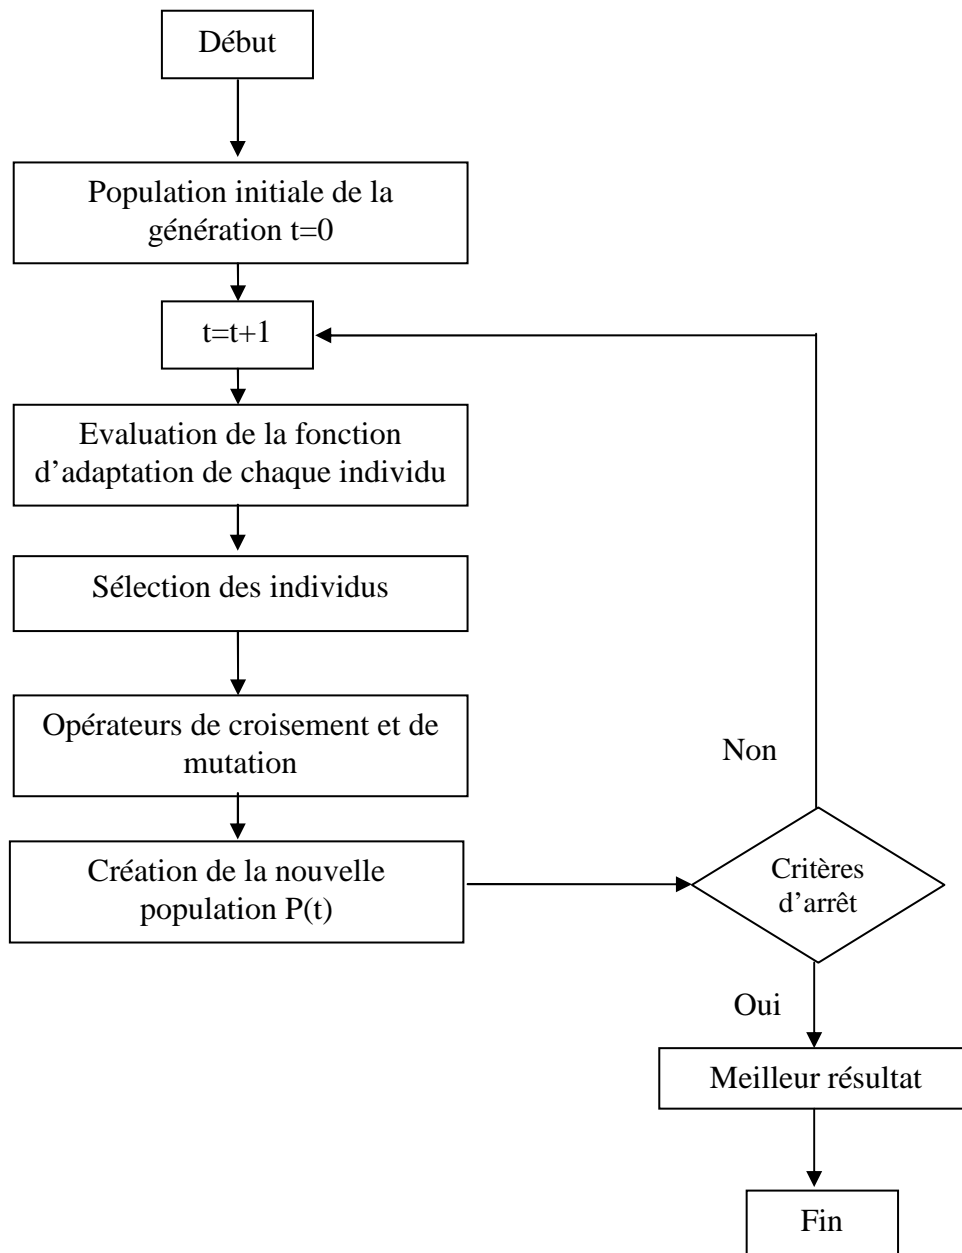 Début
Population initiale de la
génération t=0
t=t+1
Evaluation de la fonction
d’adaptation de chaque individu
Sélection des individus
Opérateurs de croisement et de
mutation
Création de la nouvelle
population P(t)
Non
Critères
d’arrêt
Oui
Meilleur résultat
Fin